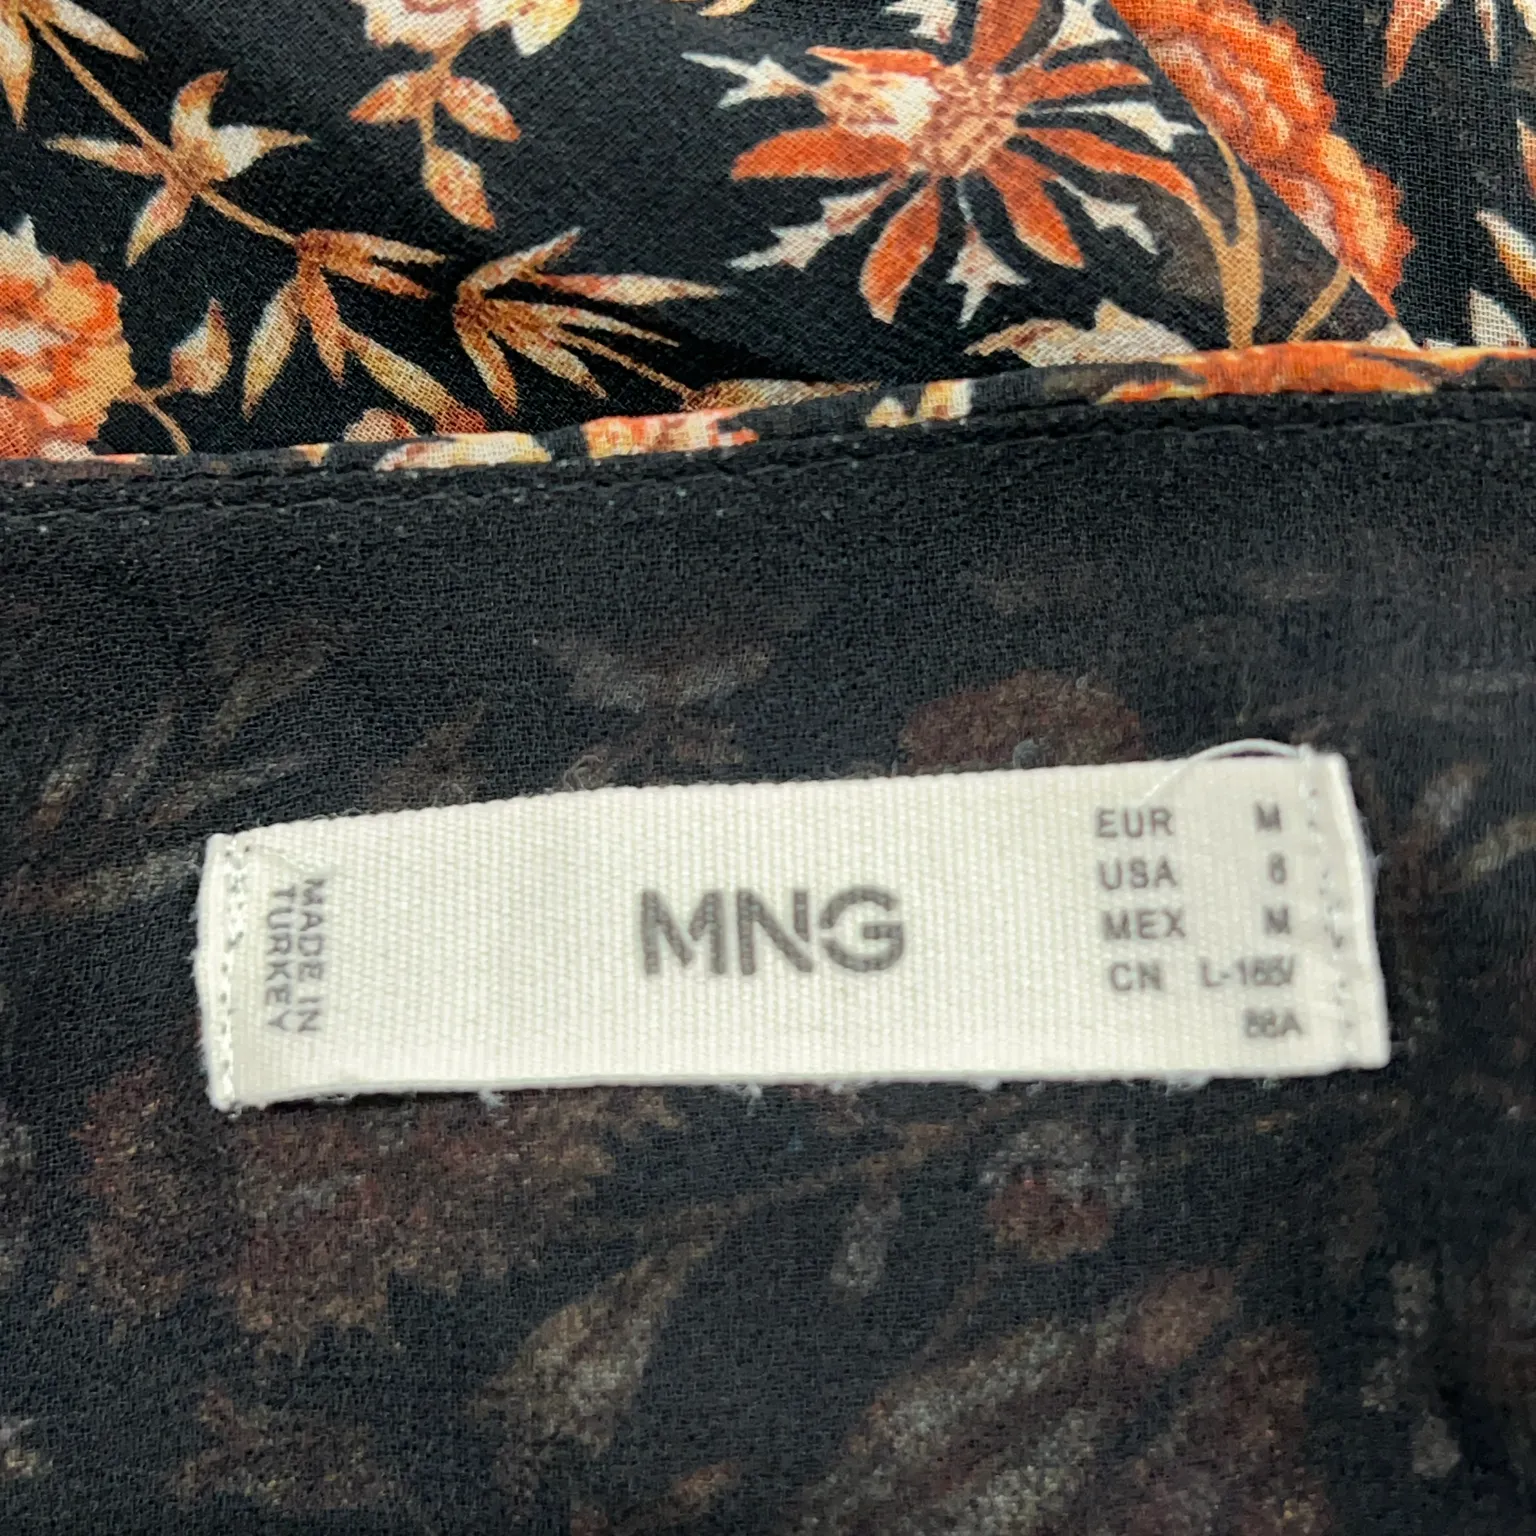 MADE IN
TURKEY
MNG
EUR M
USA 6
MEX M
CN L-165/
88A